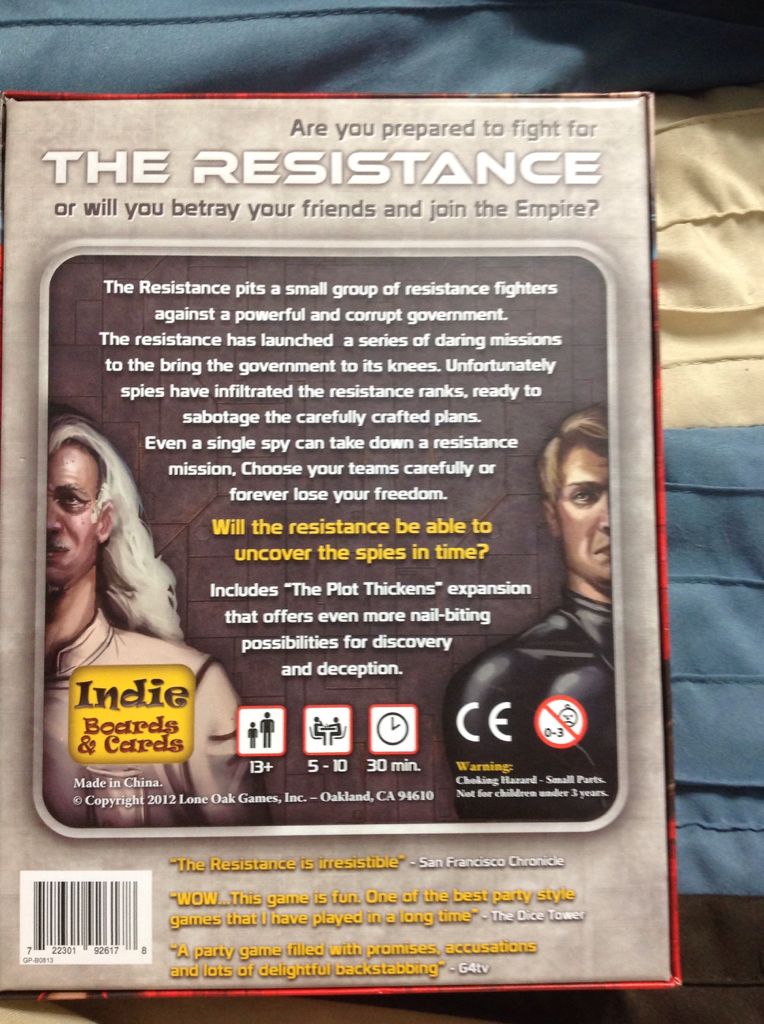 Are you prepared to fight for
THE RESISTANCE
or will you betray your friends and join the Empire?
The Resistance pits a small group of resistance fighters
against a powerful and corrupt government.
The resistance has launched a series of daring missions
to the bring the government to its knees. Unfortunately
spies have infiltrated the resistance ranks, ready to
sabotage the carefully crafted plans.
Even a single spy can take down a resistance
mission, Choose your teams carefully or
forever lose your freedom.
Will the resistance be able to
uncover the spies in time?
Includes "The Plot Thickens" expansion
that offers even more nail-biting
possibilities for discovery
and deception.
Indie
Boards
& Cards
13+
5 - 10
30 min.
CE
0-3
Warning:
Choking Hazard - Small Parts.
Not for children under 3 years.
Made in China.
© Copyright 2012 Lone Oak Games, Inc. – Oakland, CA 94610
"The Resistance is irresistible" - San Francisco Chronicle
"WOW...This game is fun. One of the best party style
games that I have played in a long time" - The Dice Tower
"A party game filled with promises, accusations
and lots of delightful backstabbing" - G4tv
7 22301 92617 8
GP-B0813